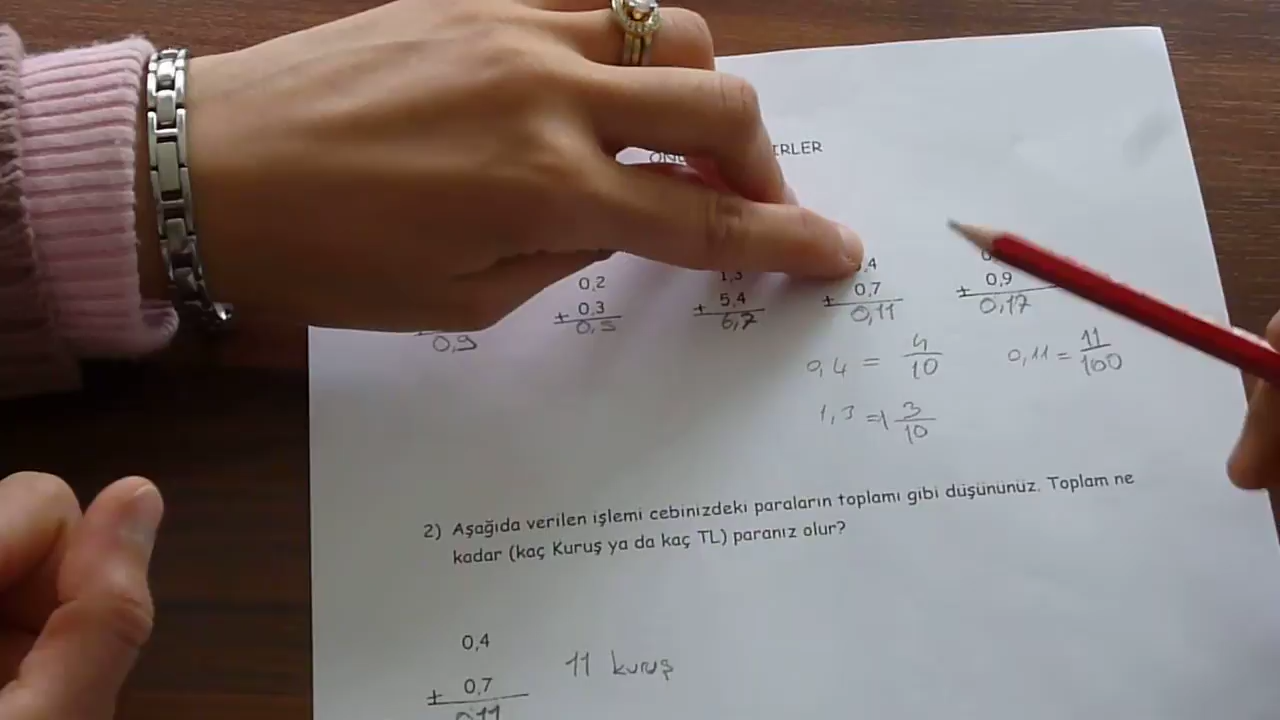 İRLER
0,2 1,3 ,4
+ 0,3 + 5,4 + 0,7 + 0,9
0,9 0,5 6,7 0,11 0,17
0,4 = 4/10 0,11 = 11/100
1,3 = 1 3/10
2) Aşağıda verilen işlemi cebinizdeki paraların toplamı gibi düşününüz. Toplam ne
kadar (kaç Kuruş ya da kaç TL) paranız olur?
0,4
+ 0,7 11 kuruş
0,11